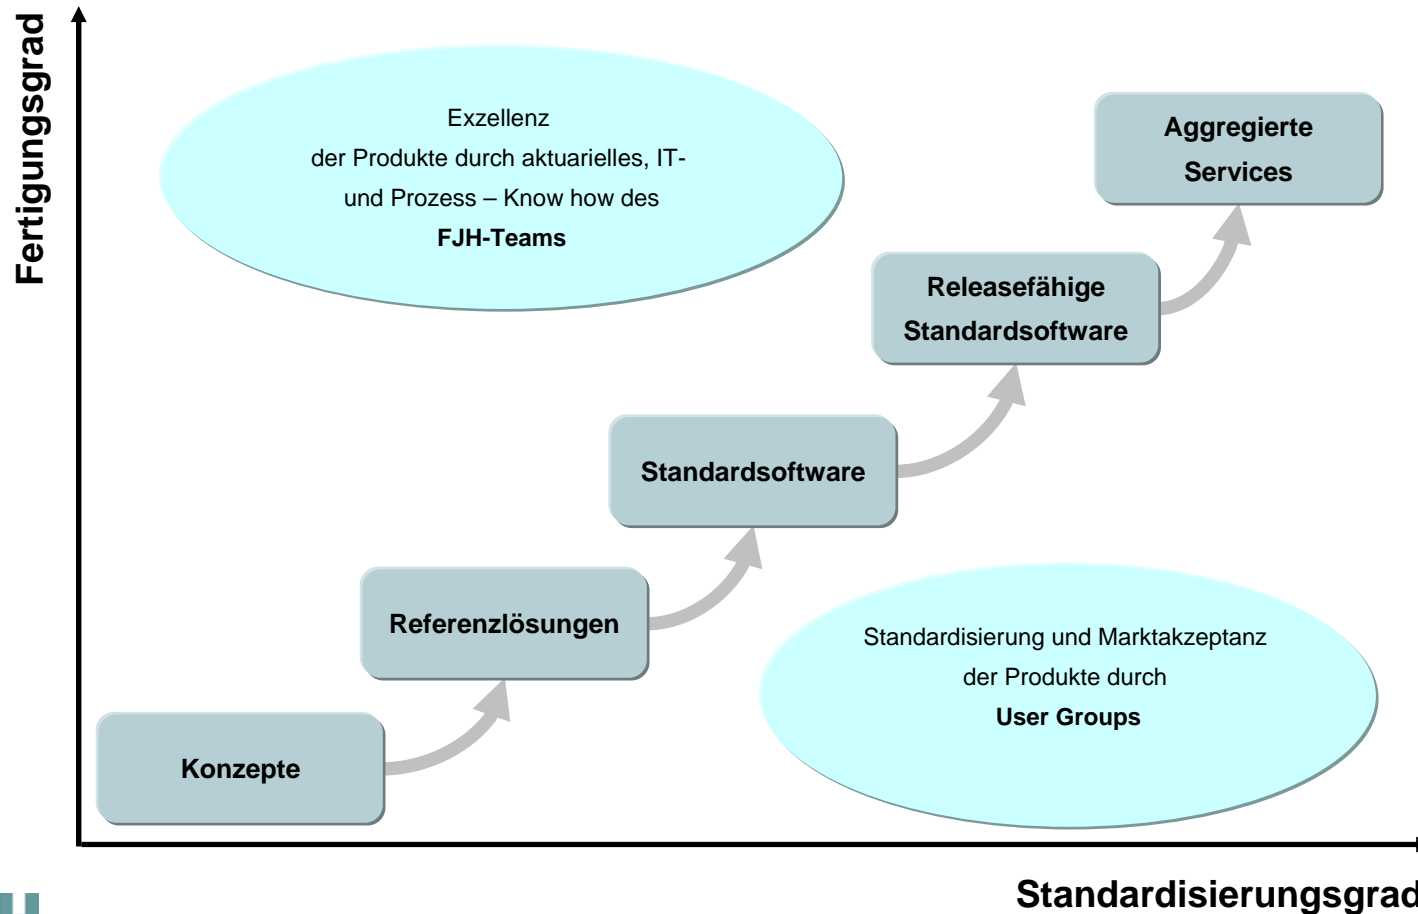 Fertigungsgrad
Exzellenz
der Produkte durch aktuarielles, IT-
und Prozess – Know how des
FJH-Teams
Aggregierte
Services
Releasefähige
Standardsoftware
Standardsoftware
Referenzlösungen
Standardisierung und Marktakzeptanz
der Produkte durch
User Groups
Konzepte
Standardisierungsgrad